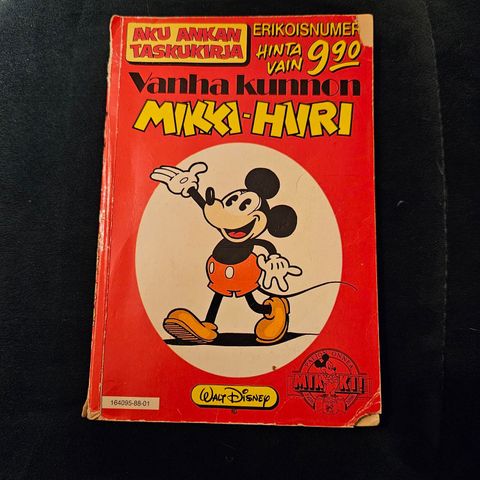 AKU ANKAN
TASKUKIRJA
ERIKOISNUMER
HINTA
VAIN 9 90
Vanha kunnon
MIKKI-HIIRI
MIKKI!
WALT DISNEY
164095-88-01